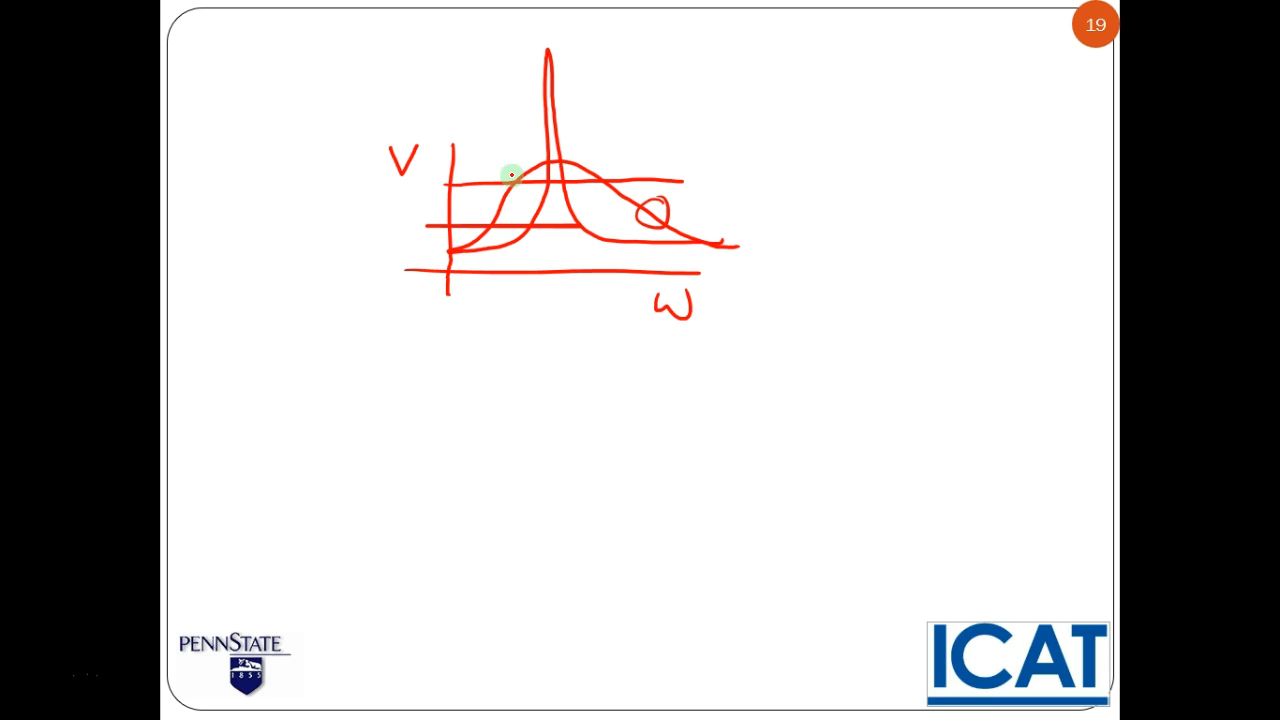 19
V
ω
PENNSTATE
1855
ICAT